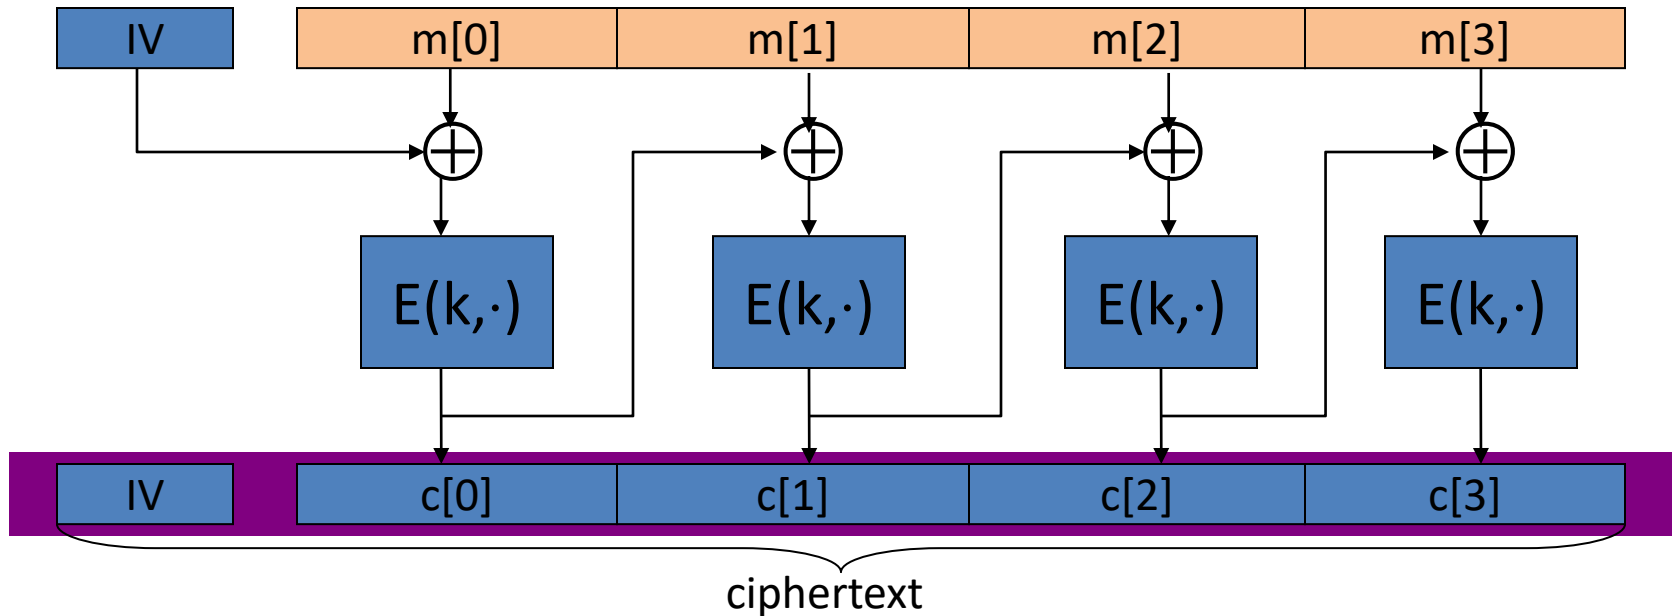 IV m[0] m[1] m[2] m[3]
E(k,·) E(k,·) E(k,·) E(k,·)
IV c[0] c[1] c[2] c[3]
ciphertext